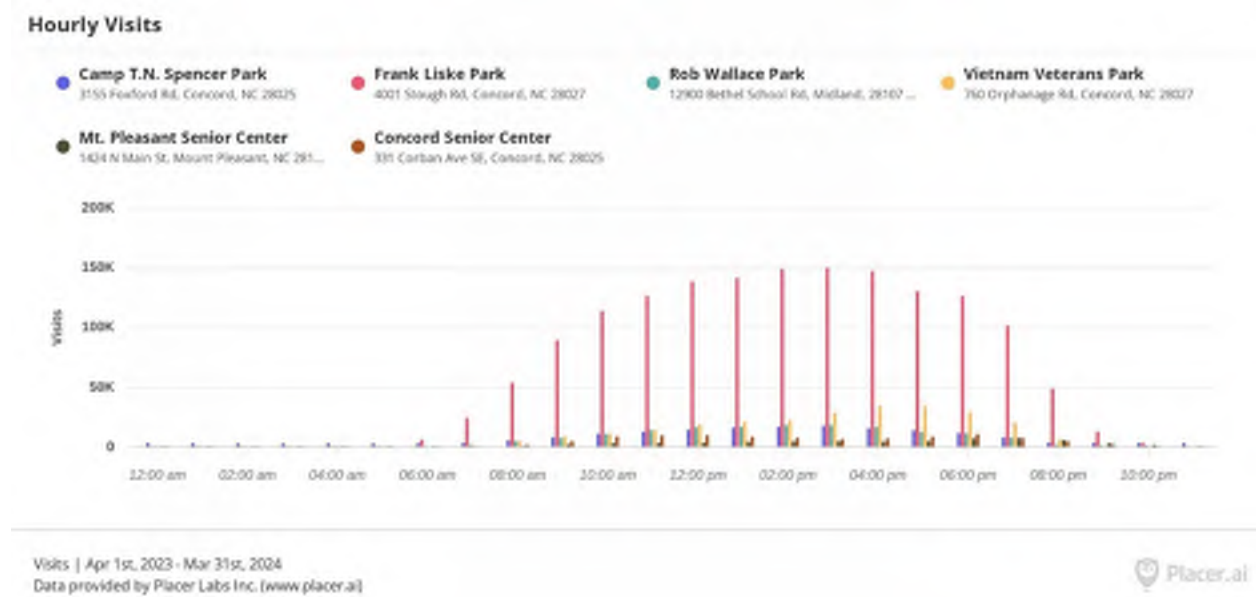 Hourly Visits
Camp T.N. Spencer Park
3155 Foxford Rd, Concord, NC 28025
Frank Liske Park
4001 Stough Rd, Concord, NC 28027
Rob Wallace Park
12900 Bethel School Rd, Midland, 28107 ...
Vietnam Veterans Park
760 Orphanage Rd, Concord, NC 28027
Mt. Pleasant Senior Center
1424 N Main St, Mount Pleasant, NC 281...
Concord Senior Center
331 Corban Ave SE, Concord, NC 28025
200K
150K
100K
50K
0
Visits
12:00 am 02:00 am 04:00 am 06:00 am 08:00 am 10:00 am 12:00 pm 02:00 pm 04:00 pm 06:00 pm 08:00 pm 10:00 pm
Visits | Apr 1st, 2023 - Mar 31st, 2024
Data provided by Placer Labs Inc. (www.placer.ai)
Placer.ai